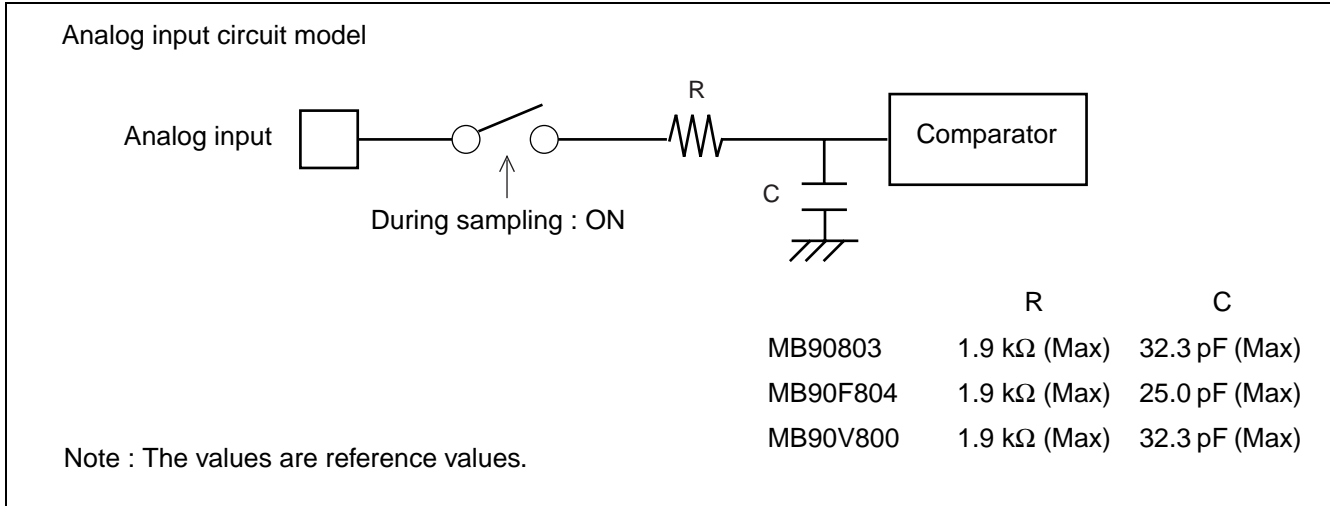 Analog input circuit model
R
Analog input
Comparator
C
During sampling : ON
R C
MB90803 1.9 kΩ (Max) 32.3 pF (Max)
MB90F804 1.9 kΩ (Max) 25.0 pF (Max)
MB90V800 1.9 kΩ (Max) 32.3 pF (Max)
Note : The values are reference values.